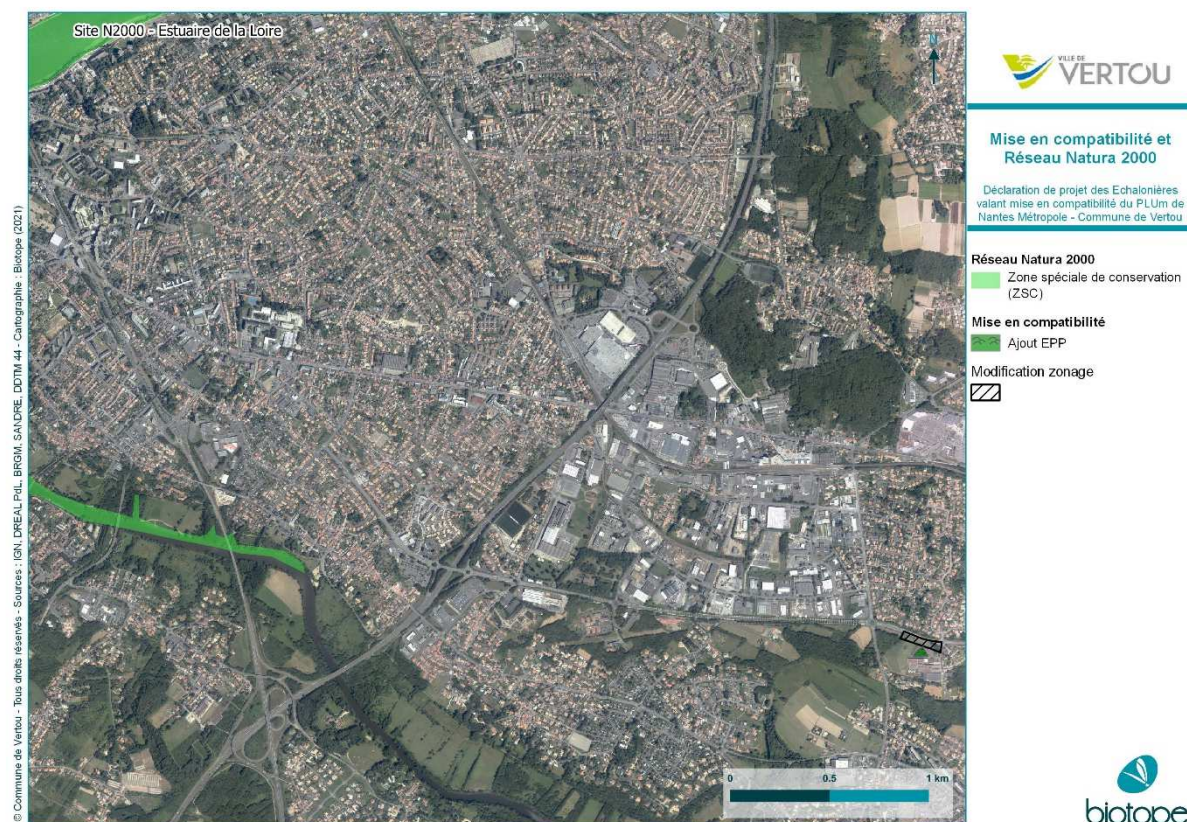 Site N2000 - Estuaire de la Loire
N
VILLE DE
VERTOU
Mise en compatibilité et
Réseau Natura 2000
Déclaration de projet des Echalonières
valant mise en compatibilité du PLUm de
Nantes Métropole - Commune de Vertou
Réseau Natura 2000
Zone spéciale de conservation
(ZSC)
Mise en compatibilité
Ajout EPP
Modification zonage
0
0.5
1 km
© Commune de Vertou - Tous droits réservés - Sources : IGN, DREAL PdL, BRGM, SANDRE, DDTM 44 - Cartographie : Biotope (2021)
biotope